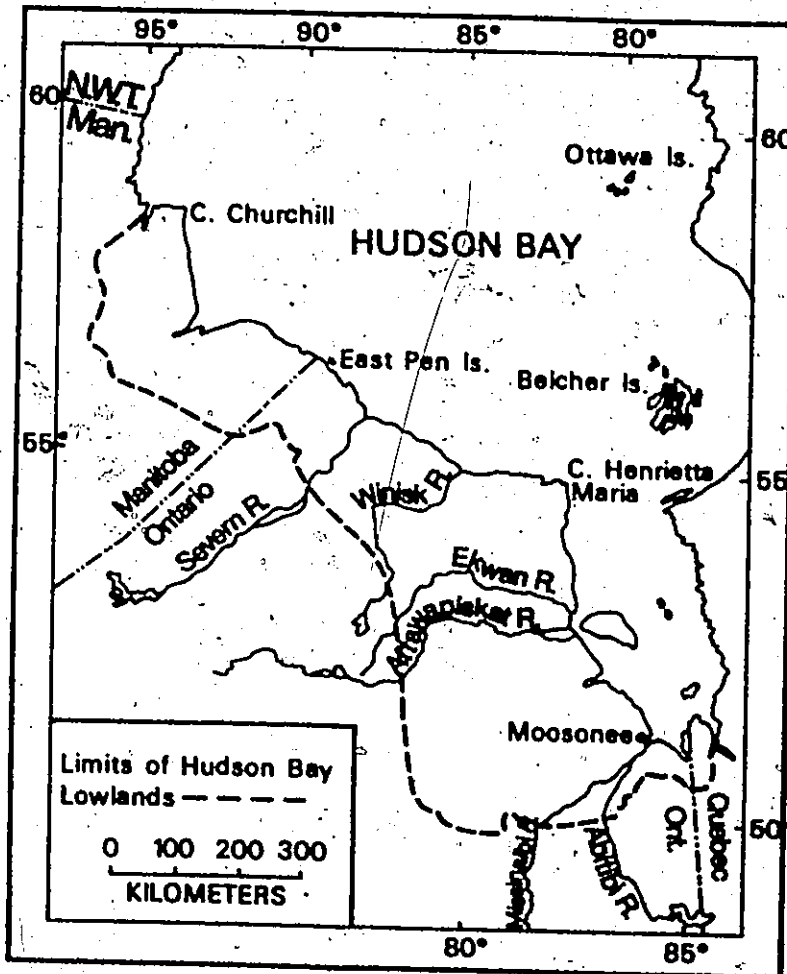 95° 90° 85° 80°
60
N.W.T.
Man.
60
Ottawa Is.
C. Churchill
HUDSON BAY
East Pen Is.
Belcher Is.
55°
Manitoba
Ontario
Severn R.
Winisk R.
C. Henrietta
Maria
55
Ekwan R.
Attawapiskat R.
Moosonee
Limits of Hudson Bay
Lowlands
0 100 200 300
KILOMETERS
Abitibi R.
Ont.
Quebec
50
80° 85°